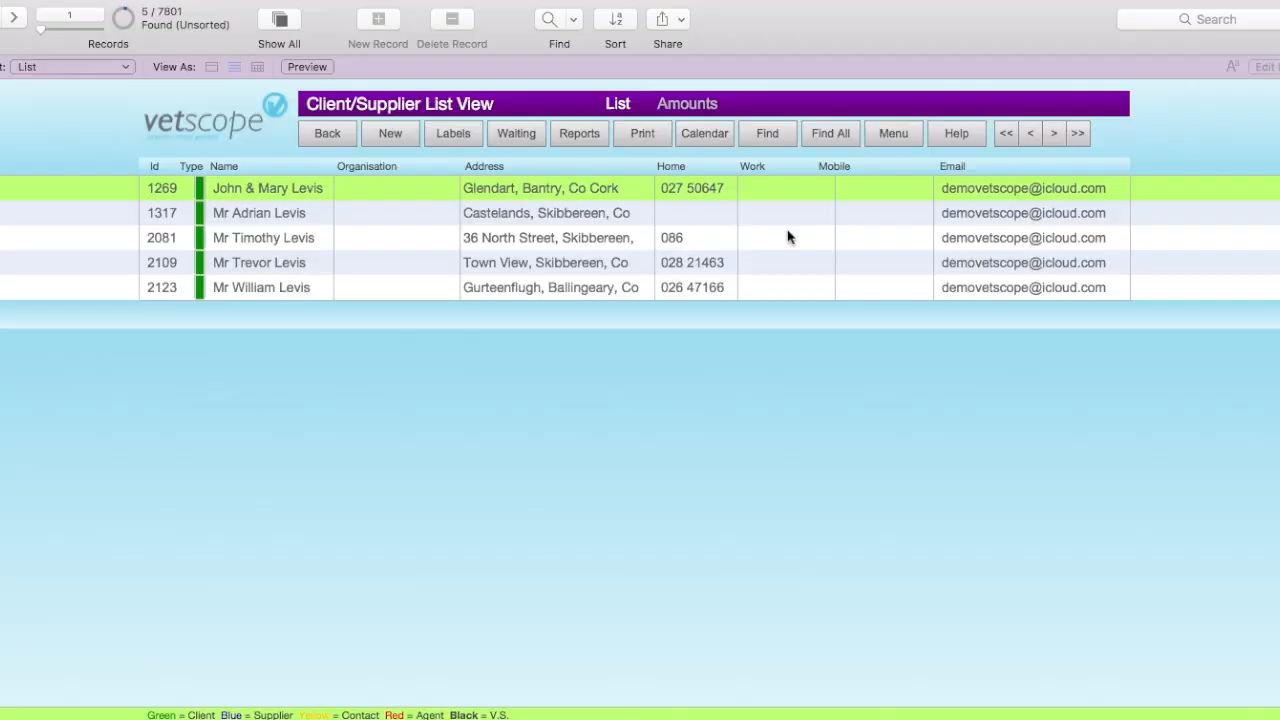 1
5 / 7801
Found (Unsorted)
Records
Show All
New Record
Delete Record
Find
Sort
Share
Search
t: List
View As:
Preview
Edit
vetscope
Client/Supplier List View List Amounts
Back New Labels Waiting Reports Print Calendar Find Find All Menu Help << < > >>
Id Type Name Organisation Address Home Work Mobile Email
1269 John & Mary Levis Glendart, Bantry, Co Cork 027 50647 demovetscope@icloud.com
1317 Mr Adrian Levis Castelands, Skibbereen, Co demovetscope@icloud.com
2081 Mr Timothy Levis 36 North Street, Skibbereen, 086 demovetscope@icloud.com
2109 Mr Trevor Levis Town View, Skibbereen, Co 028 21463 demovetscope@icloud.com
2123 Mr William Levis Gurteenflugh, Ballingeary, Co 026 47166 demovetscope@icloud.com
Green = Client Blue = Supplier Yellow = Contact Red = Agent Black = V.S.